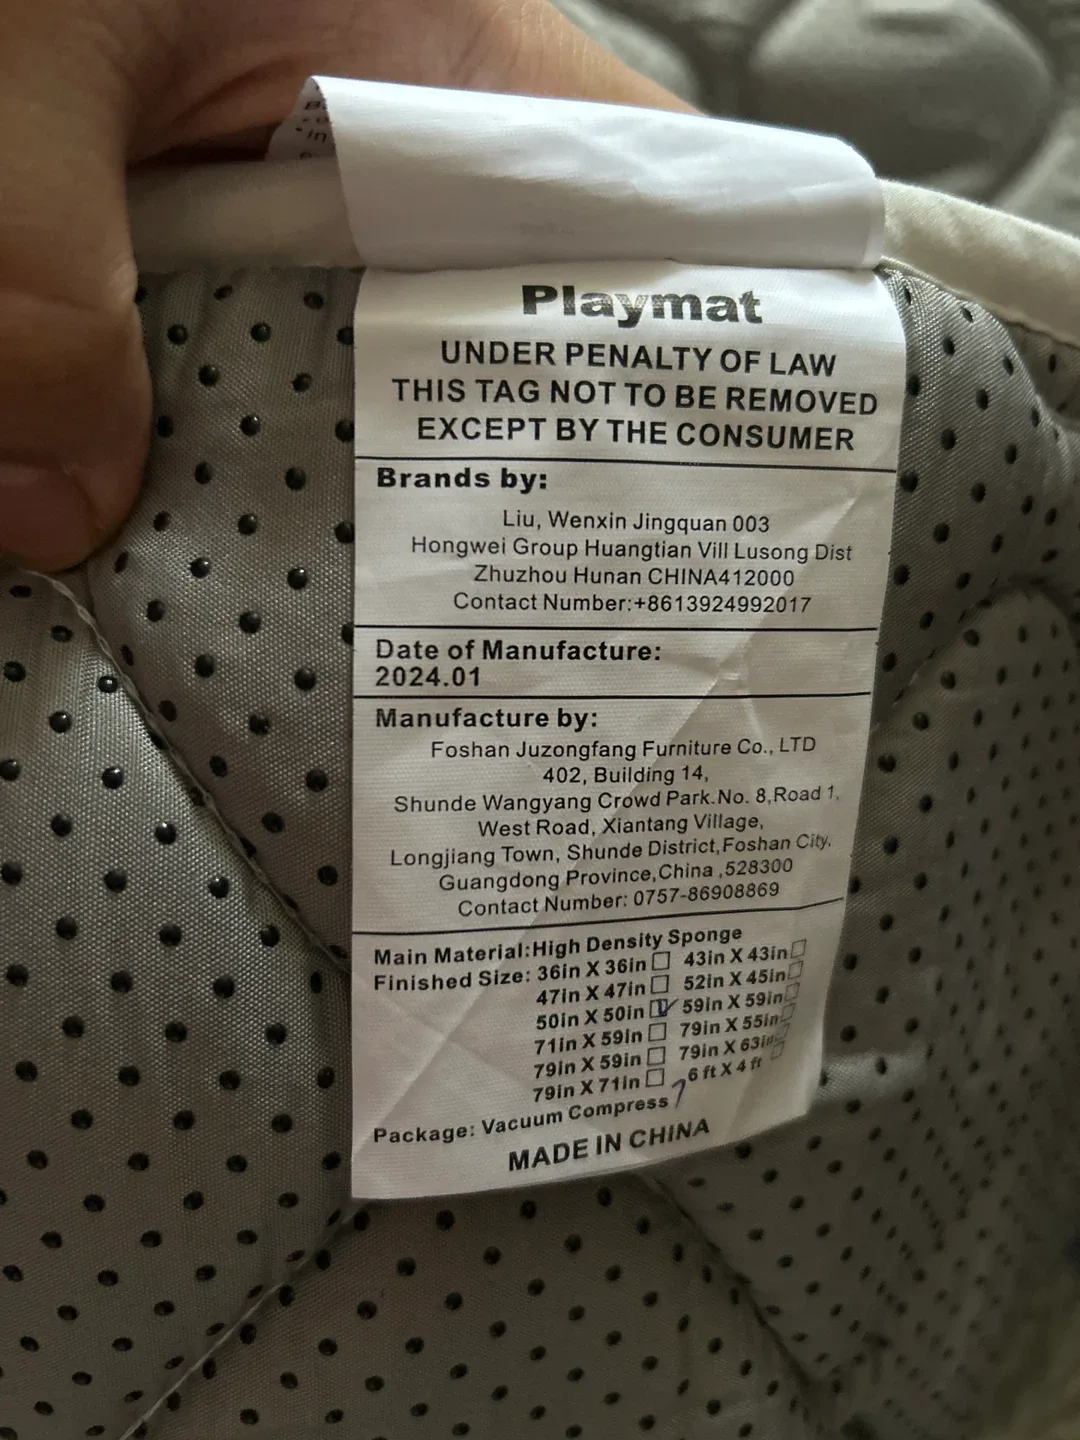 Playmat
UNDER PENALTY OF LAW
THIS TAG NOT TO BE REMOVED
EXCEPT BY THE CONSUMER
Brands by:
Liu, Wenxin Jingquan 003
Hongwei Group Huangtian Vill Lusong Dist
Zhuzhou Hunan CHINA412000
Contact Number:+8613924992017
Date of Manufacture:
2024.01
Manufacture by:
Foshan Juzongfang Furniture Co., LTD
402, Building 14,
Shunde Wangyang Crowd Park.No. 8,Road 1,
West Road, Xiantang Village,
Longjiang Town, Shunde District,Foshan City,
Guangdong Province,China ,528300
Contact Number: 0757-86908869
Main Material:High Density Sponge
Finished Size: 36in X 36in☐ 43in X 43in☐
47in X 47in☐ 52in X 45in☐
50in X 50in☑ 59in X 59in☐
71in X 59in☐ 79in X 55in☐
79in X 59in☐ 79in X 63in☐
79in X 71in☐ 6 ft X 4 ft☐
Package: Vacuum Compress
MADE IN CHINA